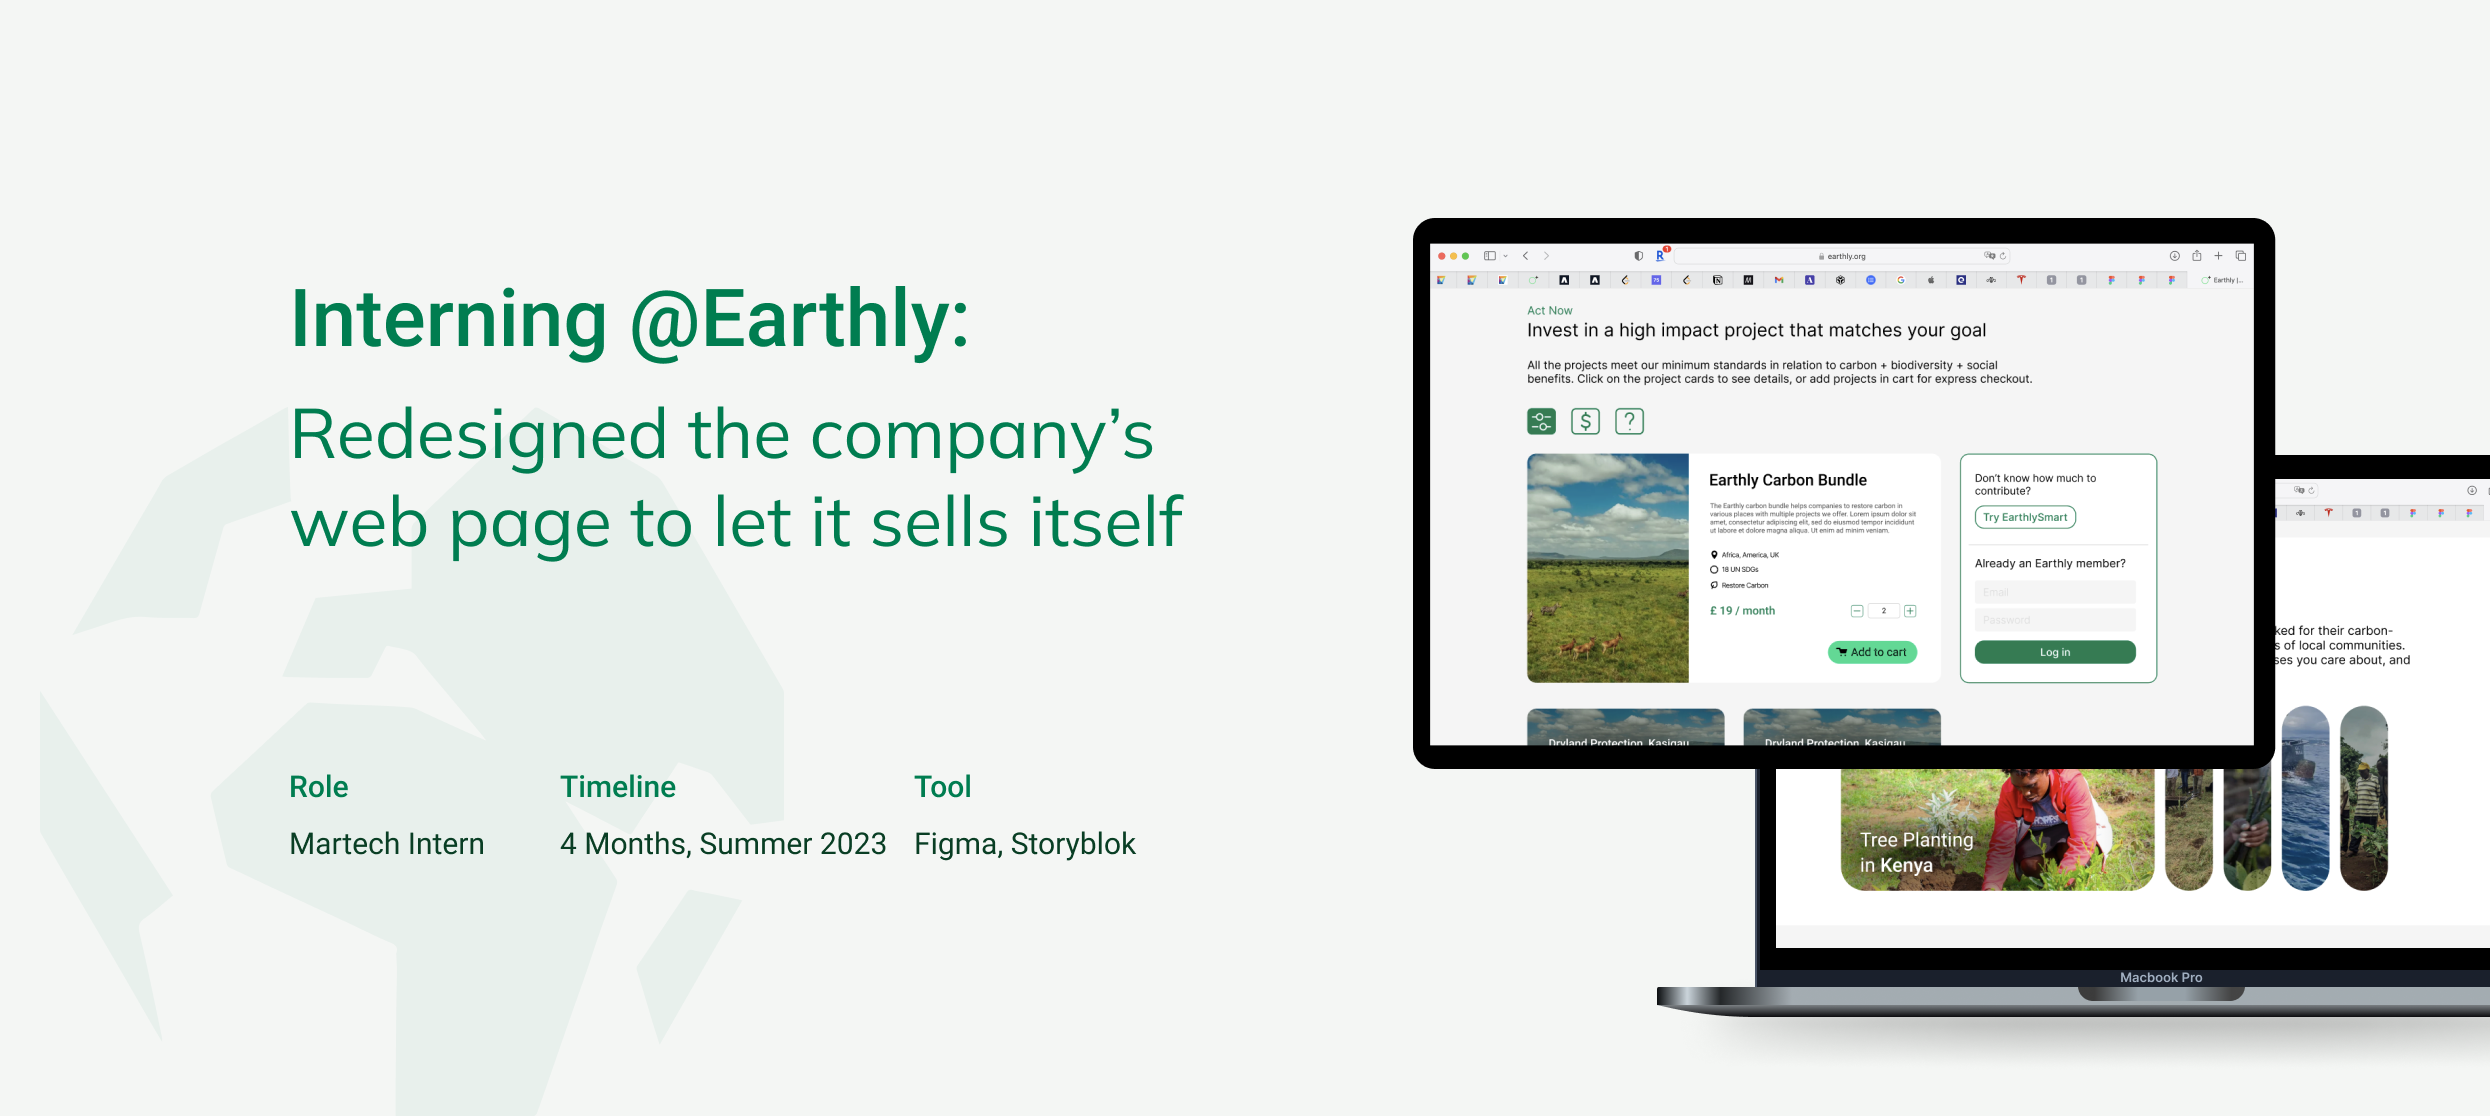 Interning @Earthly:
Redesigned the company’s
web page to let it sells itself
Role
Martech Intern
Timeline
4 Months, Summer 2023
Tool
Figma, Storyblok
earthly.org
Earthly |...
Act Now
Invest in a high impact project that matches your goal
All the projects meet our minimum standards in relation to carbon + biodiversity + social
benefits. Click on the project cards to see details, or add projects in cart for express checkout.
Earthly Carbon Bundle
The Earthly carbon bundle helps companies to restore carbon in
various places with multiple projects we offer. Lorem ipsum dolor sit
amet, consectetur adipiscing elit, sed do eiusmod tempor incididunt
ut labore et dolore magna aliqua. Ut enim ad minim veniam.
Africa, America, UK
18 UN SDGs
Restore Carbon
£ 19 / month
2
Add to cart
Don’t know how much to
contribute?
Try EarthlySmart
Already an Earthly member?
Email
Password
Log in
Dryland Protection, Kasigau
Dryland Protection, Kasigau
ked for their carbon-
s of local communities.
ses you care about, and
Tree Planting
in Kenya
Macbook Pro